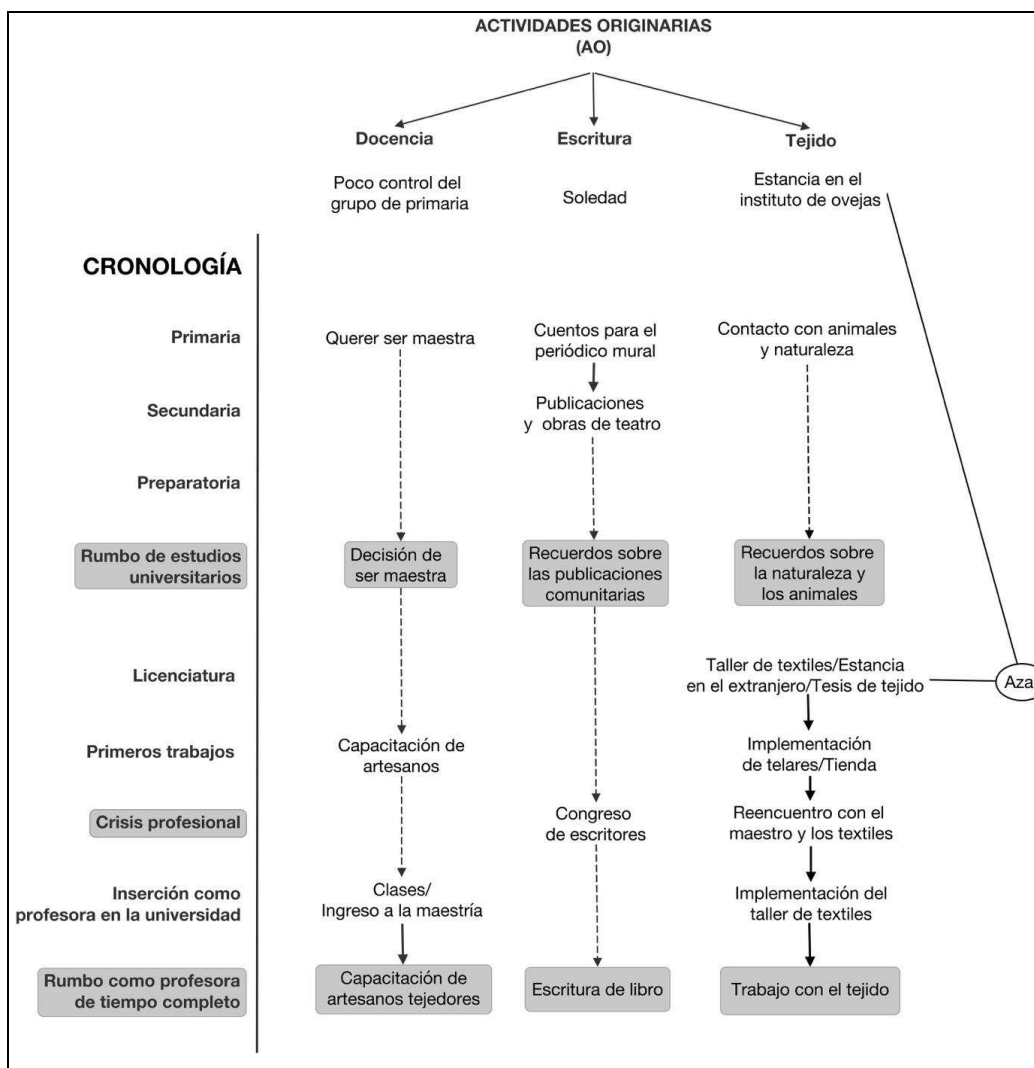 ACTIVIDADES ORIGINARIAS
(AO)
Docencia
Escritura
Tejido
Poco control del
grupo de primaria
Soledad
Estancia en el
instituto de ovejas
CRONOLOGÍA
Primaria
Querer ser maestra
Cuentos para el
periódico mural
Contacto con animales
y naturaleza
Secundaria
Publicaciones
y obras de teatro
Preparatoria
Rumbo de estudios
universitarios
Decisión de
ser maestra
Recuerdos sobre
las publicaciones
comunitarias
Recuerdos sobre
la naturaleza y
los animales
Licenciatura
Taller de textiles/Estancia
en el extranjero/Tesis de tejido
Aza
Primeros trabajos
Capacitación de
artesanos
Implementación
de telares/Tienda
Crisis profesional
Congreso
de escritores
Reencuentro con el
maestro y los textiles
Inserción como
profesora en la universidad
Clases/
Ingreso a la maestría
Implementación del
taller de textiles
Rumbo como profesora
de tiempo completo
Capacitación de
artesanos tejedores
Escritura de libro
Trabajo con el tejido